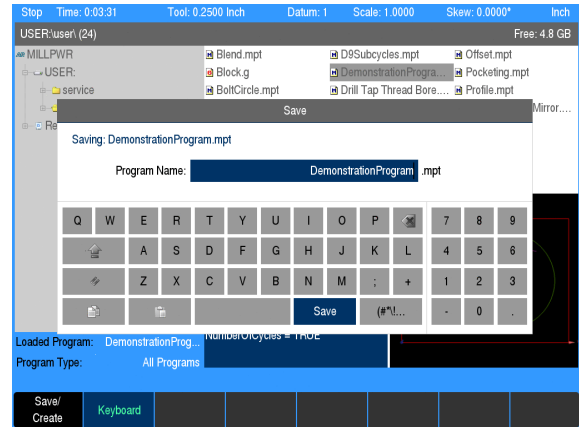 Stop Time: 0:03:31 Tool: 0.2500 Inch Datum: 1 Scale: 1.0000 Skew: 0.0000° Inch
USER:\user\ (24) Free: 4.8 GB
MILLPWR Blend.mpt D9Subcycles.mpt Offset.mpt
USER: Block.g DemonstrationProgra... Pocketing.mpt
service BoltCircle.mpt Drill Tap Thread Bore.... Profile.mpt
Mirror....
Re
Save
Saving: DemonstrationProgram.mpt
Program Name: DemonstrationProgram .mpt
Q W E R T Y U I O P 7 8 9
A S D F G H J K L 4 5 6
Z X C V B N M ; + 1 2 3
Save (#*\!... - 0 .
NumberOfCycles = TRUE
Loaded Program: DemonstrationProg...
Program Type: All Programs
Save/
Create
Keyboard